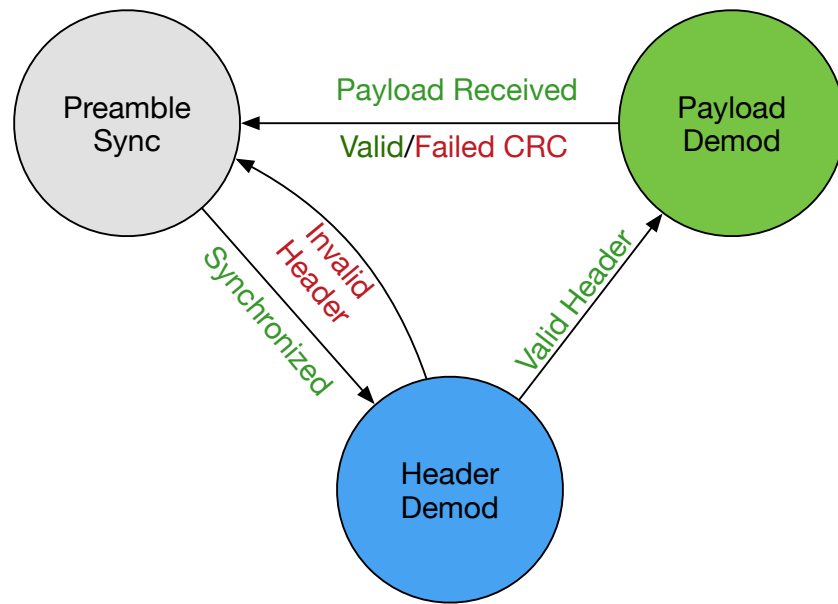 Preamble
Sync
Payload Received
Valid/Failed CRC
Payload
Demod
Synchronized
Invalid
Header
Valid Header
Header
Demod